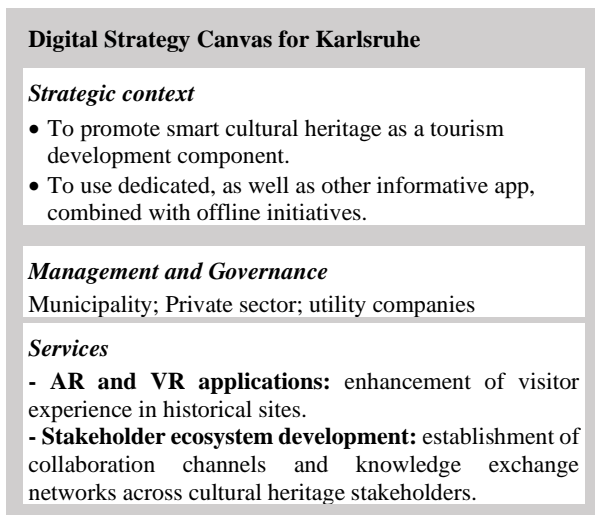 Digital Strategy Canvas for Karlsruhe
Strategic context
• To promote smart cultural heritage as a tourism
development component.
• To use dedicated, as well as other informative app,
combined with offline initiatives.
Management and Governance
Municipality; Private sector; utility companies
Services
- AR and VR applications: enhancement of visitor
experience in historical sites.
- Stakeholder ecosystem development: establishment of
collaboration channels and knowledge exchange
networks across cultural heritage stakeholders.